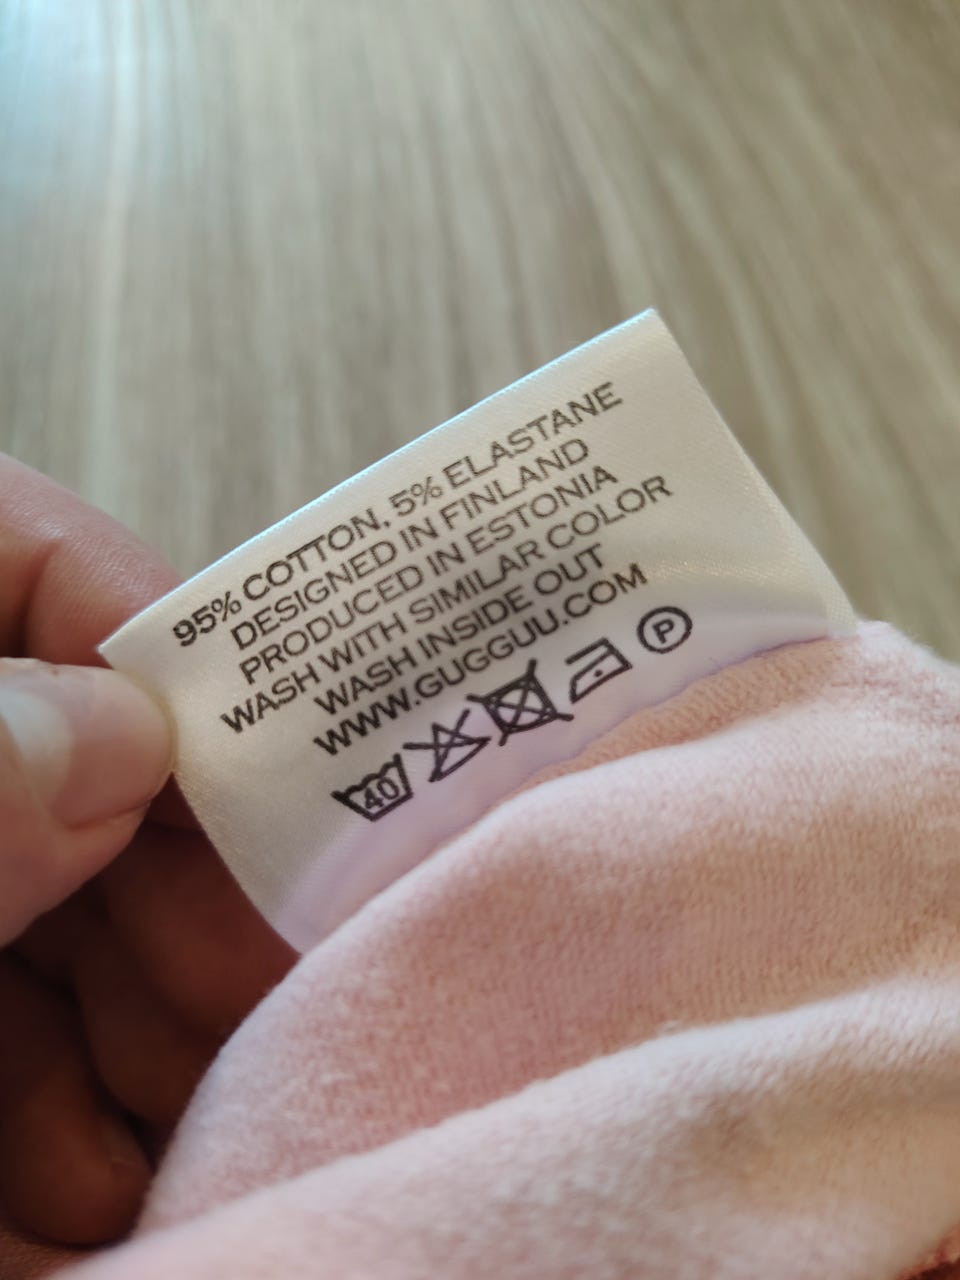 95% COTTON, 5% ELASTANE
DESIGNED IN FINLAND
PRODUCED IN ESTONIA
WASH WITH SIMILAR COLOR
WASH INSIDE OUT
WWW.GUGGUU.COM
40 P